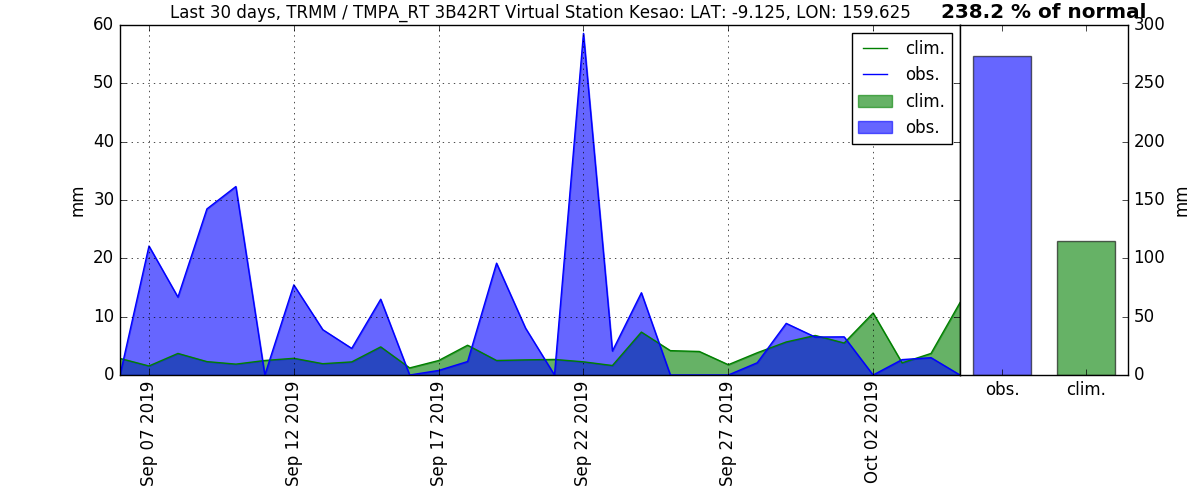 Last 30 days, TRMM / TMPA_RT 3B42RT Virtual Station Kesao: LAT: -9.125, LON: 159.625
238.2 % of normal
60
50
40
30
20
10
0
mm
clim.
obs.
clim.
obs.
Sep 07 2019
Sep 12 2019
Sep 17 2019
Sep 22 2019
Sep 27 2019
Oct 02 2019
300
250
200
150
100
50
0
mm
obs.
clim.